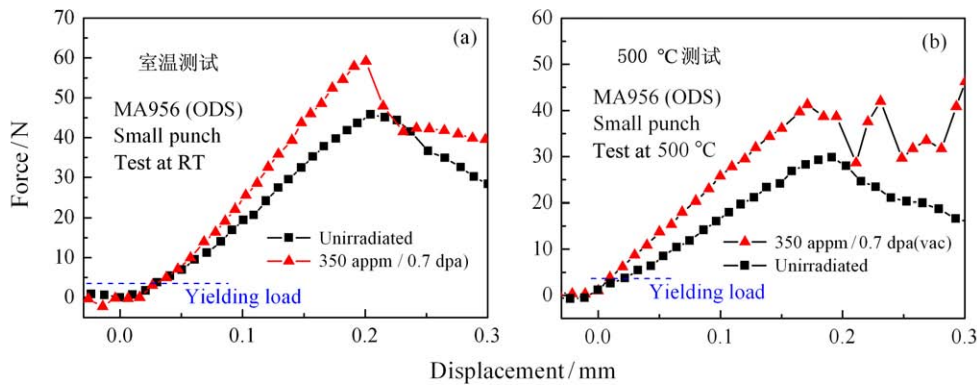 70
60
50
40
30
20
10
0
Force/N
(a)
室温测试
MA956 (ODS)
Small punch
Test at RT
Unirradiated
350 appm/0.7 dpa)
Yielding load
0.0
0.1
0.2
0.3
60
50
40
30
20
10
0
(b)
500 ℃测试
MA956 (ODS)
Small punch
Test at 500 ℃
350 appm/0.7 dpa(vac)
Unirradiated
Yielding load
0.0
0.1
0.2
0.3
Displacement/mm